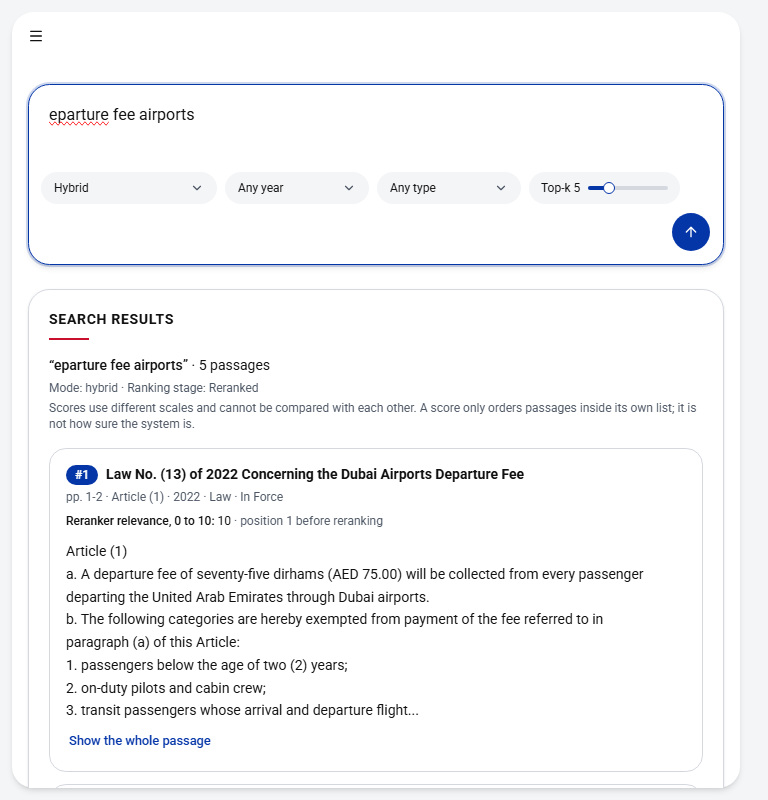 eparture fee airports
Hybrid
Any year
Any type
Top-k 5
SEARCH RESULTS
“eparture fee airports” · 5 passages
Mode: hybrid · Ranking stage: Reranked
Scores use different scales and cannot be compared with each other. A score only orders passages inside its own list; it is
not how sure the system is.
#1 Law No. (13) of 2022 Concerning the Dubai Airports Departure Fee
pp. 1-2 · Article (1) · 2022 · Law · In Force
Reranker relevance, 0 to 10: 10 · position 1 before reranking
Article (1)
a. A departure fee of seventy-five dirhams (AED 75.00) will be collected from every passenger
departing the United Arab Emirates through Dubai airports.
b. The following categories are hereby exempted from payment of the fee referred to in
paragraph (a) of this Article:
1. passengers below the age of two (2) years;
2. on-duty pilots and cabin crew;
3. transit passengers whose arrival and departure flight...
Show the whole passage